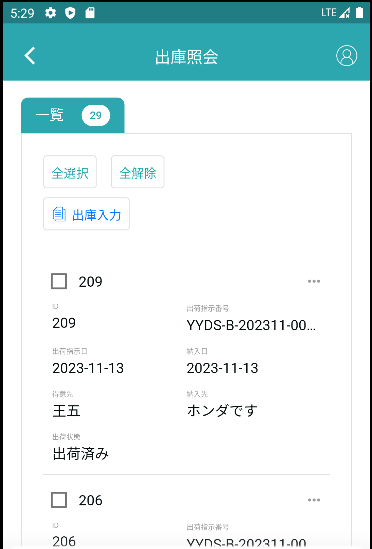 5:29 LTE
出庫照会
一覧 29
全選択 全解除
出庫入力
209
ID 出荷指示番号
209 YYDS-B-202311-00...
出荷指示日 納入日
2023-11-13 2023-11-13
得意先 納入先
王五 ホンダです
出荷状態
出荷済み
206
ID 出荷指示番号
206 YYDS-B-202311-00...